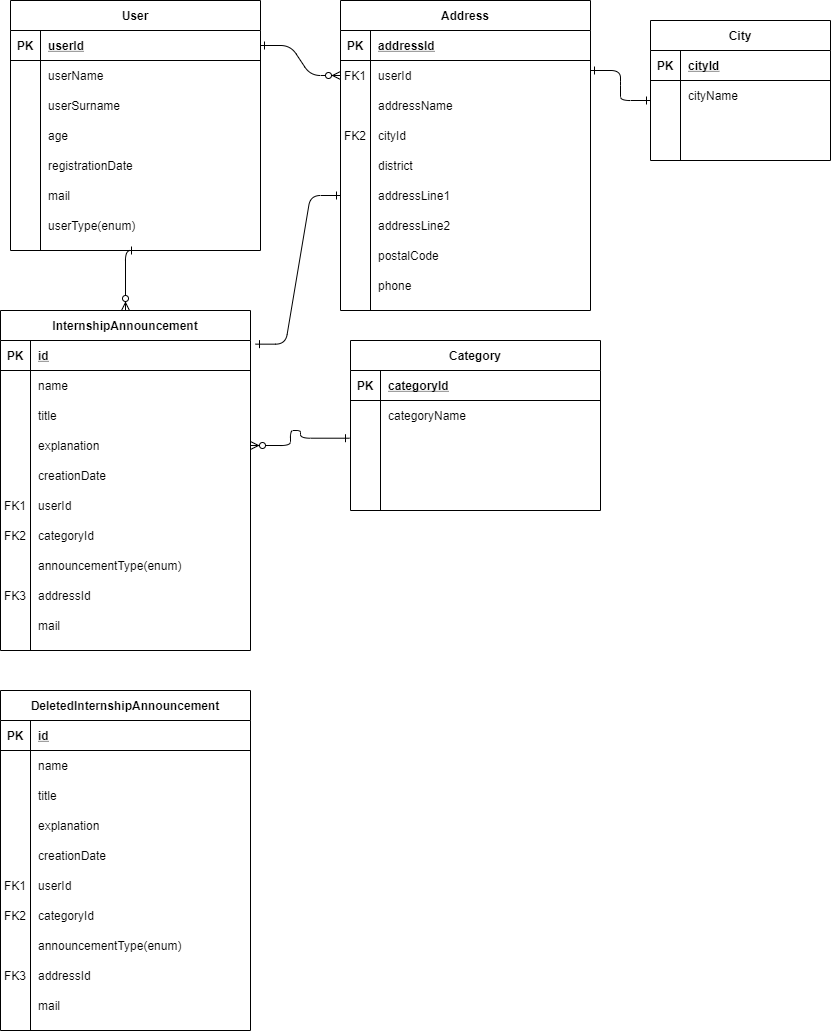 User
PK userId
userName
userSurname
age
registrationDate
mail
userType(enum)
Address
PK addressId
FK1 userId
addressName
FK2 cityId
district
addressLine1
addressLine2
postalCode
phone
City
PK cityId
cityName
InternshipAnnouncement
PK id
name
title
explanation
creationDate
FK1 userId
FK2 categoryId
announcementType(enum)
FK3 addressId
mail
Category
PK categoryId
categoryName
DeletedInternshipAnnouncement
PK id
name
title
explanation
creationDate
FK1 userId
FK2 categoryId
announcementType(enum)
FK3 addressId
mail